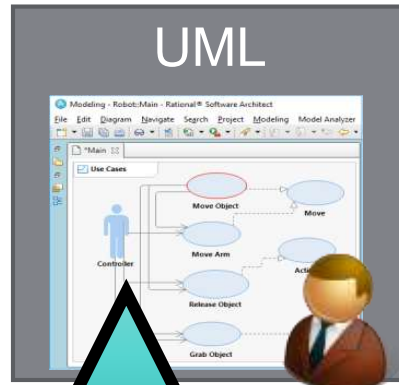 UML
Modeling - Robot::Main - Rational® Software Architect
File Edit Diagram Navigate Search Project Modeling Model Analyzer
*Main
Use Cases
Move Object
Move
Move Arm
Controller
Release Object
Grab Object